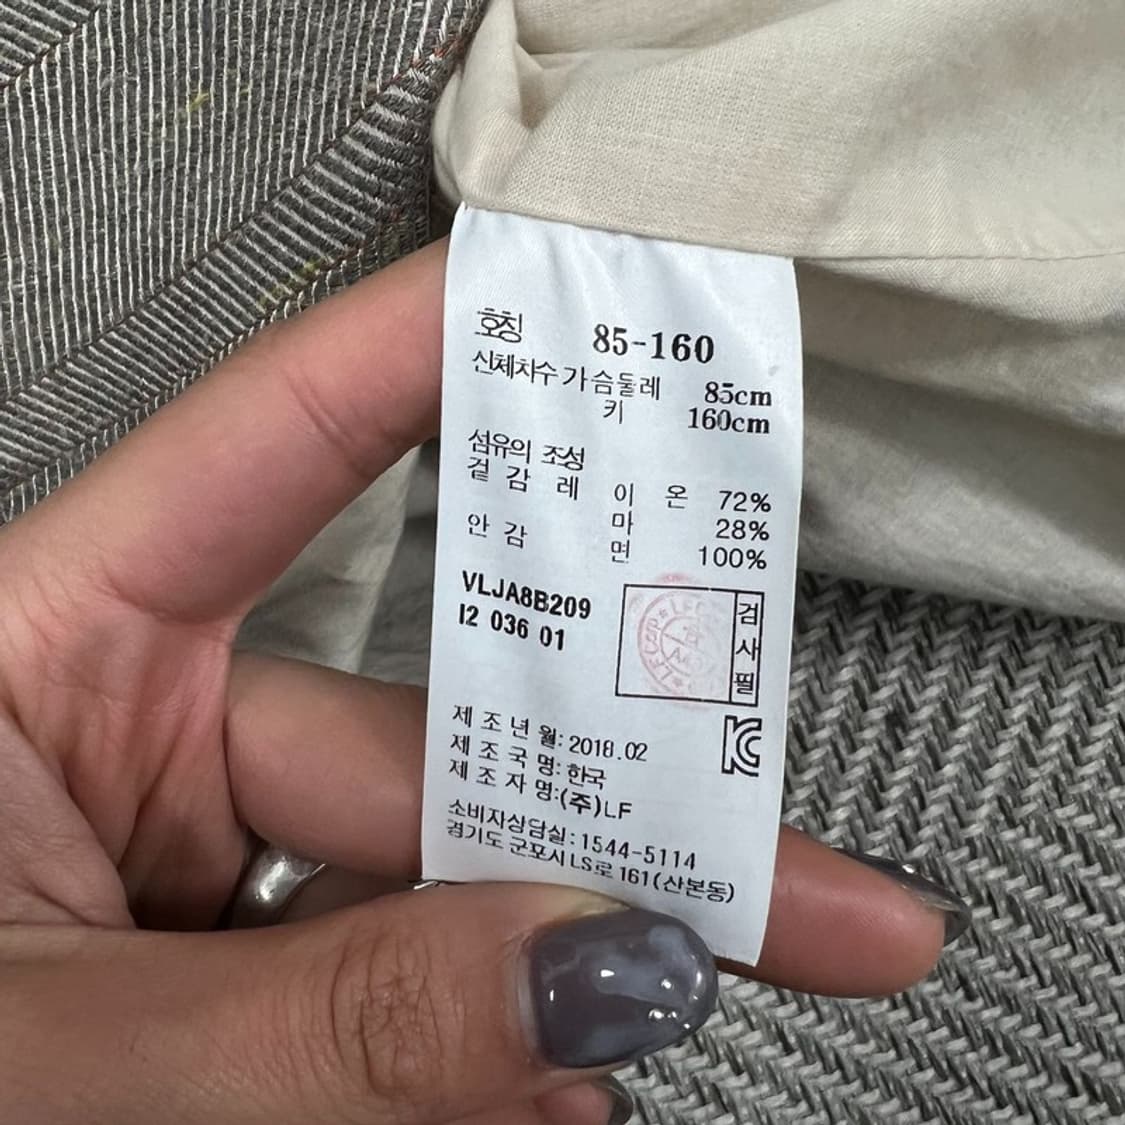 호칭 85-160
신체치수 가슴둘레 85cm
키 160cm
섬유의 조성
겉감 레이온 72%
마 28%
안감 면 100%
VLJA8B209
I2 036 01
검사필
LF Corp
제조년월: 2018.02
제조국명: 한국
제조자명:(주)LF
소비자상담실:1544-5114
경기도 군포시 LS로 161(산본동)